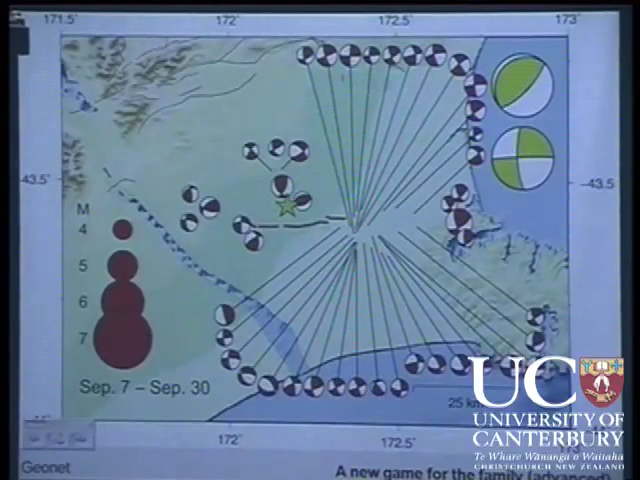 171.5°
172°
172.5°
173°
-43.5°
-43.5°
M
4
5
6
7
Sep. 7 – Sep. 30
25 k
172°
172.5°
Geonet
A new game for the family (advanced)
UC
UNIVERSITY OF
CANTERBURY
Te Whare Wānanga o Waitaha
CHRISTCHURCH NEW ZEALAND